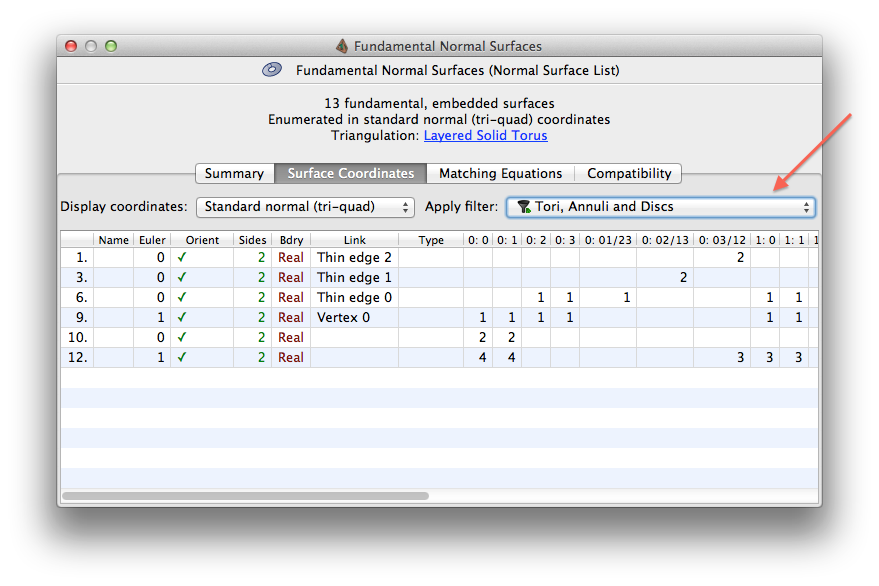 Fundamental Normal Surfaces
Fundamental Normal Surfaces (Normal Surface List)
13 fundamental, embedded surfaces
Enumerated in standard normal (tri-quad) coordinates
Triangulation: Layered Solid Torus
Summary Surface Coordinates Matching Equations Compatibility
Display coordinates: Standard normal (tri-quad) Apply filter: Tori, Annuli and Discs
Name Euler Orient Sides Bdry Link Type 0: 0 0: 1 0: 2 0: 3 0: 01/23 0: 02/13 0: 03/12 1: 0 1: 1 1
1. 0 ✓ 2 Real Thin edge 2 2
3. 0 ✓ 2 Real Thin edge 1 2
6. 0 ✓ 2 Real Thin edge 0 1 1 1 1 1
9. 1 ✓ 2 Real Vertex 0 1 1 1 1 1 1
10. 0 ✓ 2 Real 2 2
12. 1 ✓ 2 Real 4 4 3 3 3